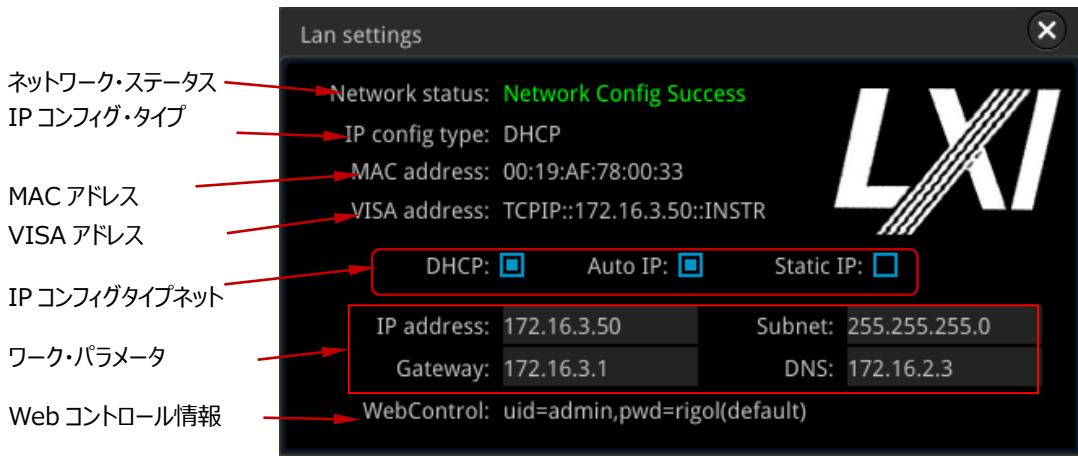 Lan settings
ネットワーク・ステータス
IP コンフィグ・タイプ
MAC アドレス
VISA アドレス
IP コンフィグタイプネット
ワーク・パラメータ
Web コントロール情報
Network status: Network Config Success
IP config type: DHCP
MAC address: 00:19:AF:78:00:33
VISA address: TCPIP::172.16.3.50::INSTR
LXI
DHCP: Auto IP: Static IP:
IP address: 172.16.3.50 Subnet: 255.255.255.0
Gateway: 172.16.3.1 DNS: 172.16.2.3
WebControl: uid=admin,pwd=rigol(default)